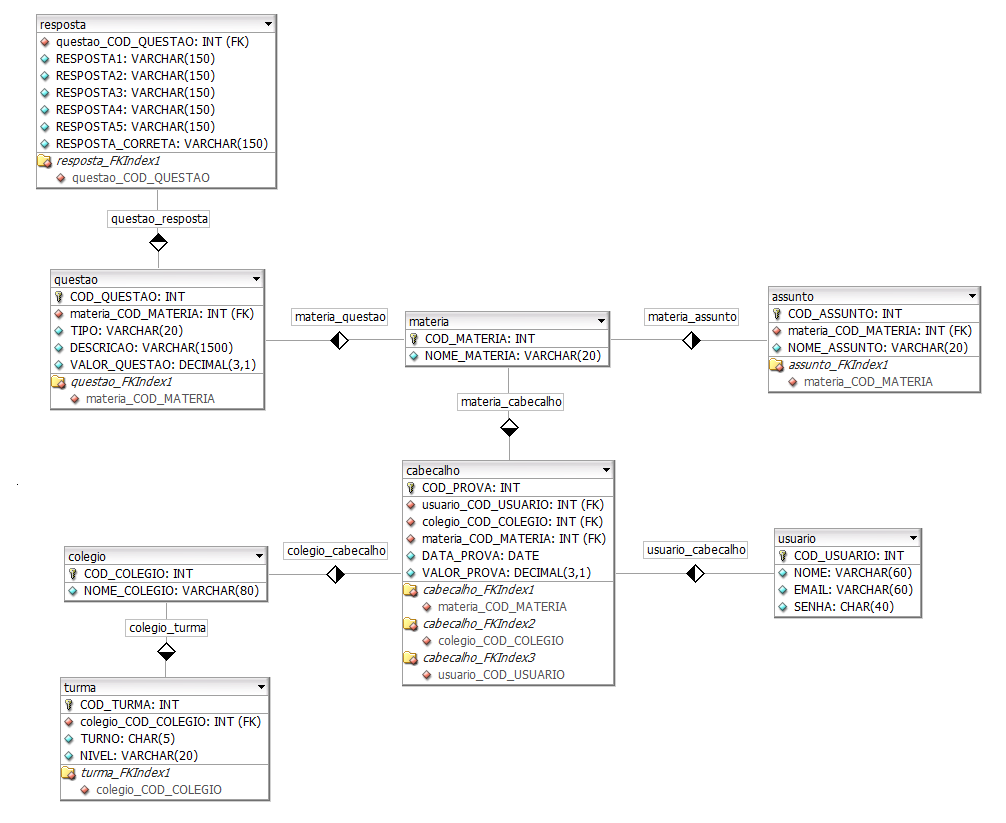 resposta
questao_COD_QUESTAO: INT (FK)
RESPOSTA1: VARCHAR(150)
RESPOSTA2: VARCHAR(150)
RESPOSTA3: VARCHAR(150)
RESPOSTA4: VARCHAR(150)
RESPOSTA5: VARCHAR(150)
RESPOSTA_CORRETA: VARCHAR(150)
resposta_FKIndex1
questao_COD_QUESTAO
questao_resposta
questao
COD_QUESTAO: INT
materia_COD_MATERIA: INT (FK)
TIPO: VARCHAR(20)
DESCRICAO: VARCHAR(1500)
VALOR_QUESTAO: DECIMAL(3,1)
questao_FKIndex1
materia_COD_MATERIA
materia_questao
materia
COD_MATERIA: INT
NOME_MATERIA: VARCHAR(20)
materia_assunto
assunto
COD_ASSUNTO: INT
materia_COD_MATERIA: INT (FK)
NOME_ASSUNTO: VARCHAR(20)
assunto_FKIndex1
materia_COD_MATERIA
materia_cabecalho
cabecalho
COD_PROVA: INT
usuario_COD_USUARIO: INT (FK)
colegio_COD_COLEGIO: INT (FK)
materia_COD_MATERIA: INT (FK)
DATA_PROVA: DATE
VALOR_PROVA: DECIMAL(3,1)
cabecalho_FKIndex1
materia_COD_MATERIA
cabecalho_FKIndex2
colegio_COD_COLEGIO
cabecalho_FKIndex3
usuario_COD_USUARIO
colegio_cabecalho
colegio
COD_COLEGIO: INT
NOME_COLEGIO: VARCHAR(80)
usuario_cabecalho
usuario
COD_USUARIO: INT
NOME: VARCHAR(60)
EMAIL: VARCHAR(60)
SENHA: CHAR(40)
colegio_turma
turma
COD_TURMA: INT
colegio_COD_COLEGIO: INT (FK)
TURNO: CHAR(5)
NIVEL: VARCHAR(20)
turma_FKIndex1
colegio_COD_COLEGIO